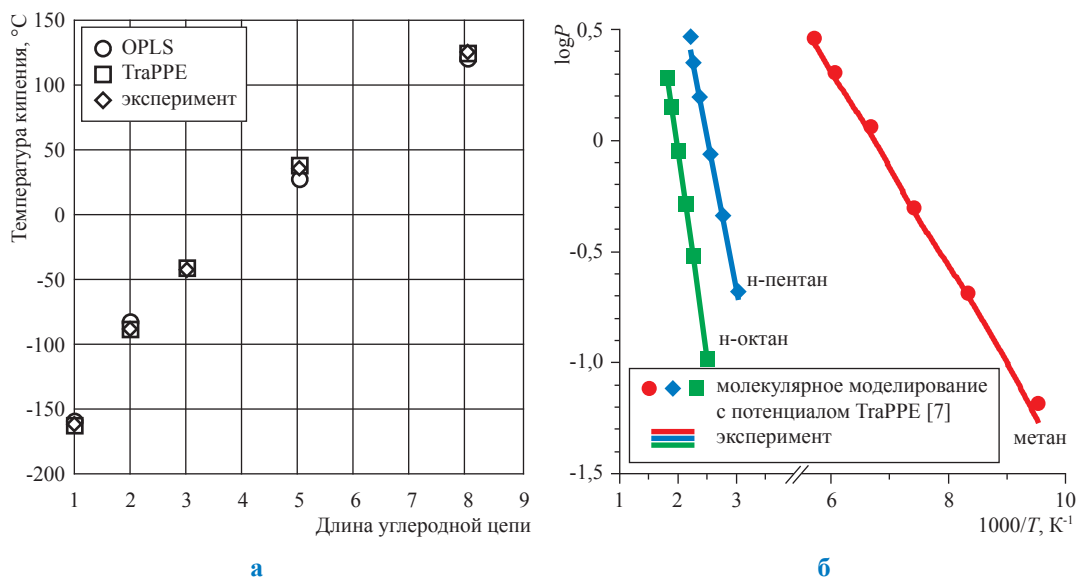 Температура кипения, °C
150
100
50
0
-50
-100
-150
-200
OPLS
TraPPE
эксперимент
1 2 3 4 5 6 7 8 9
Длина углеродной цепи
а
logP
0,5
0
-0,5
-1,0
-1,5
н-пентан
н-октан
метан
молекулярное моделирование
с потенциалом TraPPE [7]
эксперимент
1 2 3 6 8 10
1000/T, К⁻¹
б